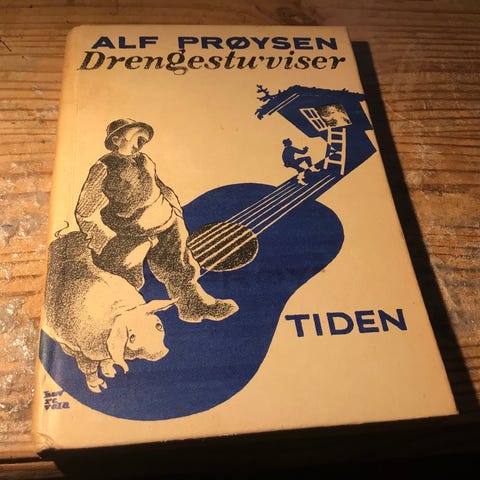 ALF PRØYSEN
Drengestuviser
TIDEN